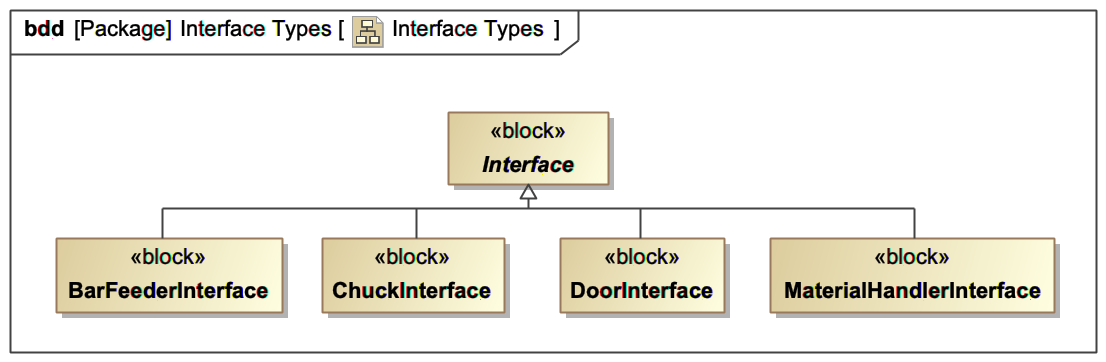 bdd [Package] Interface Types [ Interface Types ]
«block»
Interface
«block» «block» «block» «block»
BarFeederInterface ChuckInterface DoorInterface MaterialHandlerInterface